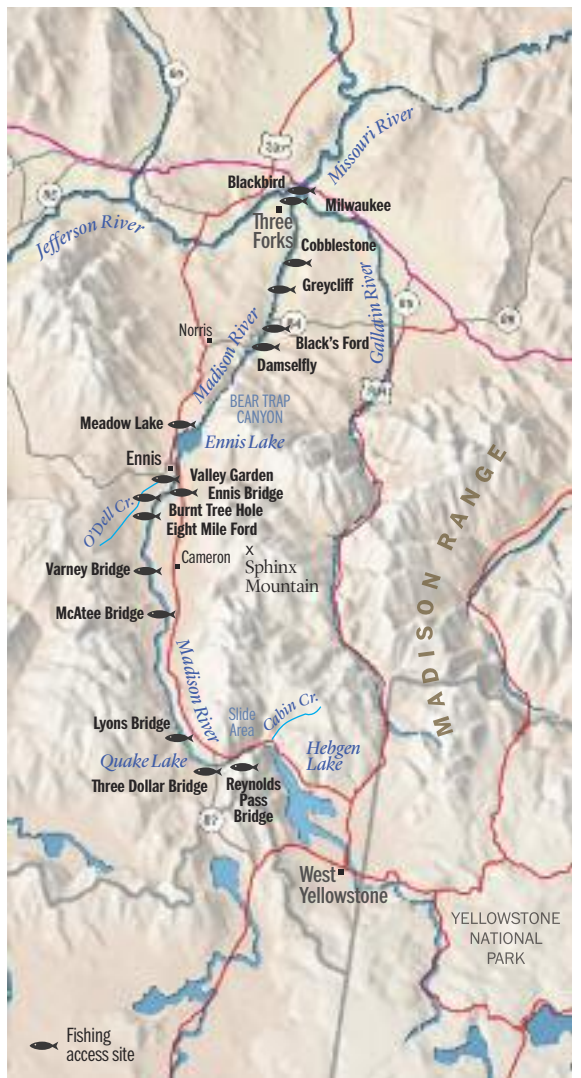 69
287
Missouri River
Blackbird
Milwaukee
Jefferson River
Three
Forks
Cobblestone
Greycliff
Gallatin River
Madison River
Norris
84
Black's Ford
Damselfly
BEAR TRAP
CANYON
Meadow Lake
Ennis Lake
Ennis
Valley Garden
Ennis Bridge
O'Dell Cr.
Burnt Tree Hole
Eight Mile Ford
MADISON RANGE
Varney Bridge
Cameron
x
Sphinx
Mountain
McAtee Bridge
Madison River
Lyons Bridge
Slide
Area
Cabin Cr.
Quake Lake
Hebgen
Lake
Three Dollar Bridge
Reynolds
Pass
Bridge
87
West
Yellowstone
YELLOWSTONE
NATIONAL
PARK
Fishing
access site